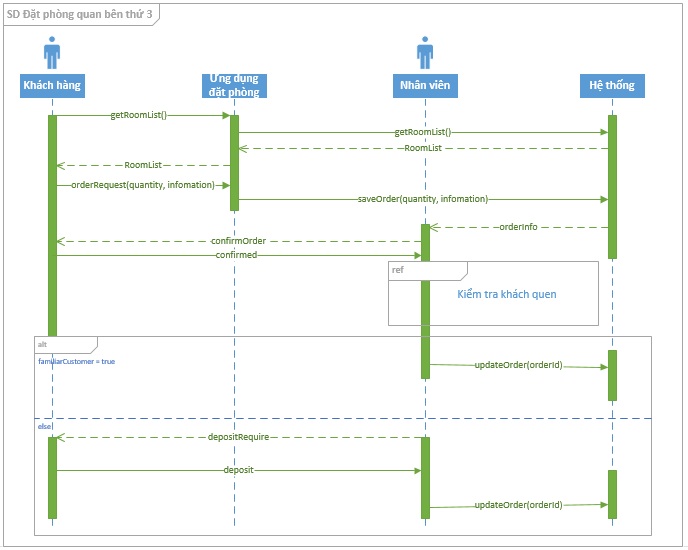 SD Đặt phòng quan bên thứ 3
Khách hàng
Ứng dụng
đặt phòng
Nhân viên
Hệ thống
getRoomList()
getRoomList()
RoomList
RoomList
orderRequest(quantity, infomation)
saveOrder(quantity, infomation)
orderInfo
confirmOrder
confirmed
ref
Kiểm tra khách quen
alt
familiarCustomer = true
updateOrder(orderId)
else
depositRequire
deposit
updateOrder(orderId)